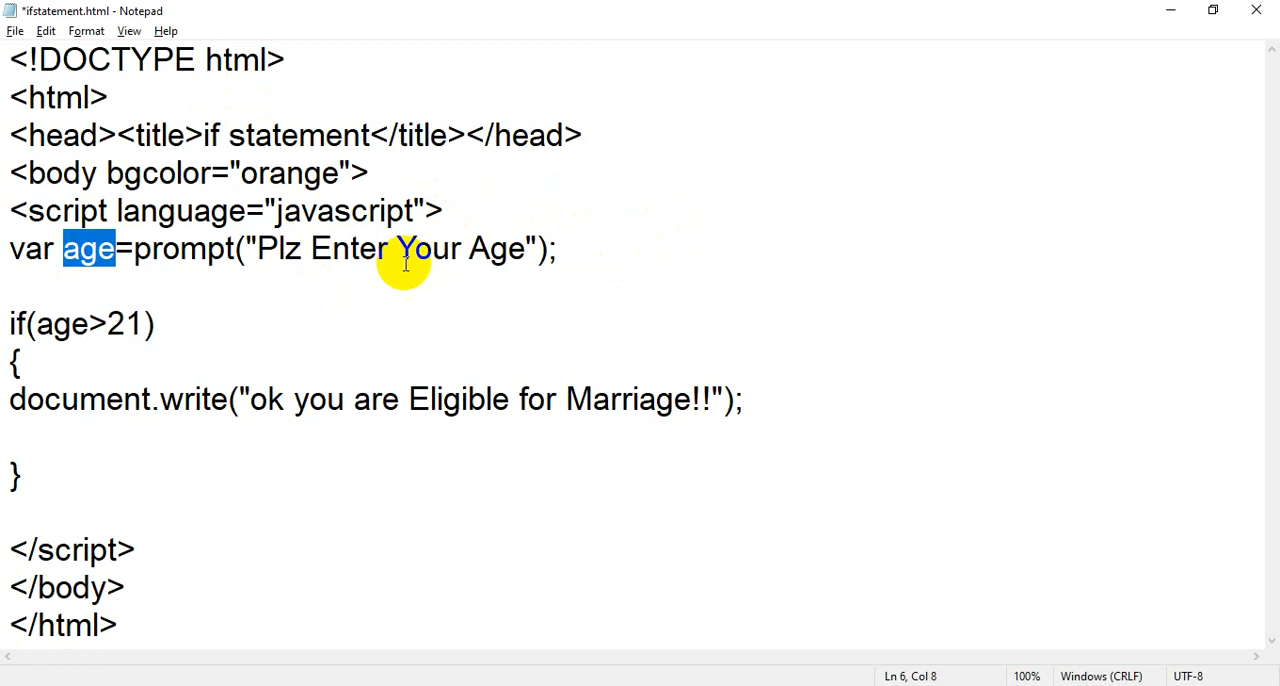 *ifstatement.html - Notepad
File Edit Format View Help
<!DOCTYPE html>
<html>
<head><title>if statement</title></head>
<body bgcolor="orange">
<script language="javascript">
var age=prompt("Plz Enter Your Age");
if(age>21)
{
document.write("ok you are Eligible for Marriage!!");
}
</script>
</body>
</html>
Ln 6, Col 8 100% Windows (CRLF) UTF-8